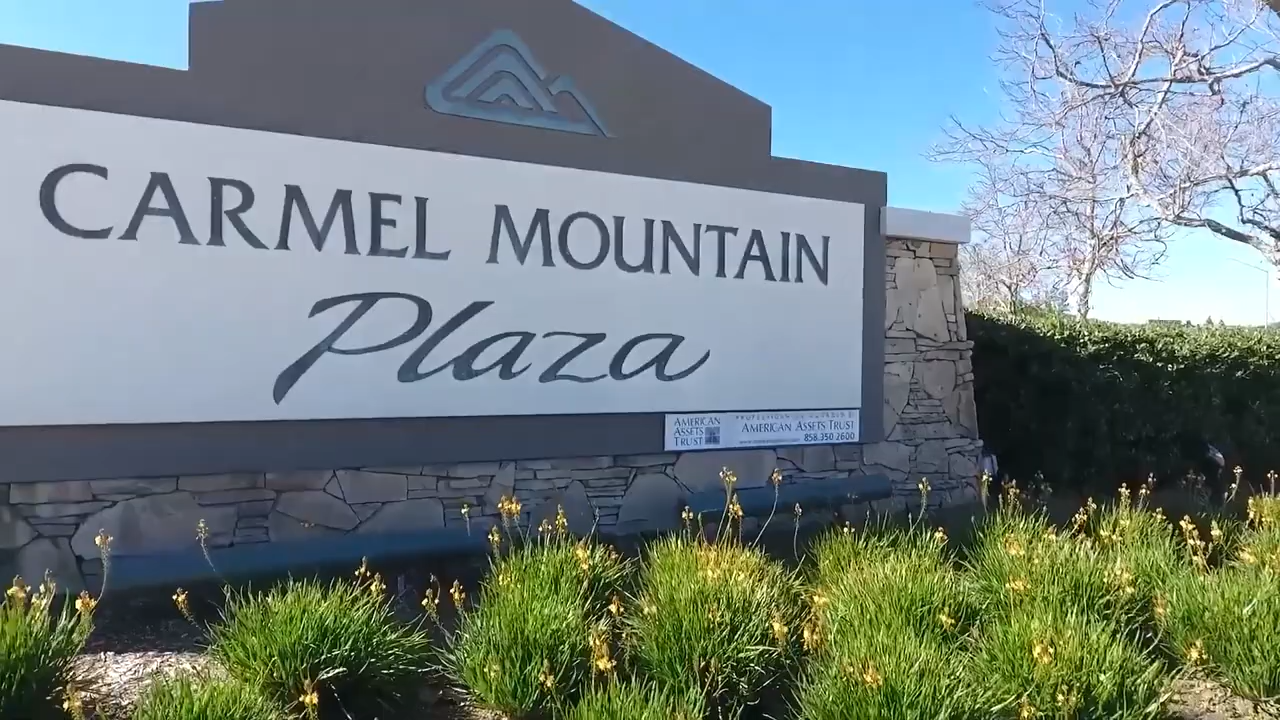 CARMEL MOUNTAIN
Plaza
AMERICAN
ASSETS
TRUST
AMERICAN ASSETS TRUST
858.350.2600